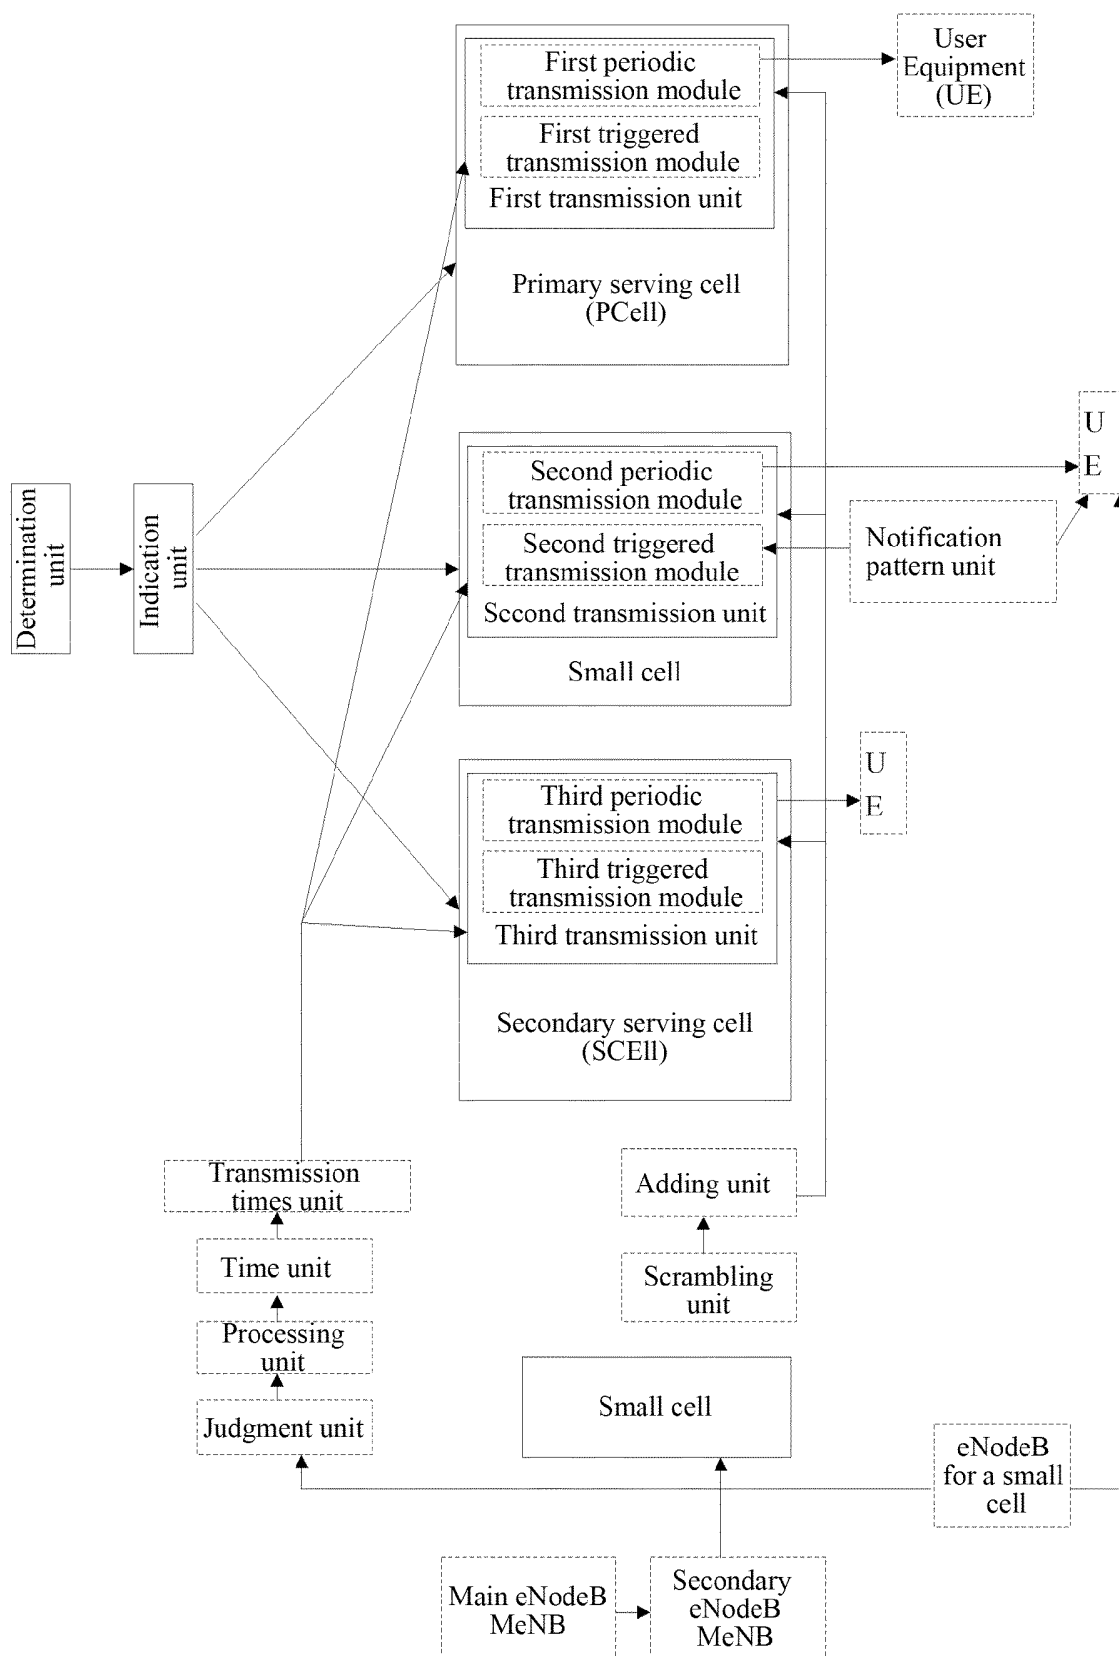 First periodic
transmission module
First triggered
transmission module
First transmission unit
Primary serving cell
(PCell)
User
Equipment
(UE)
U
E
Determination
unit
Indication
unit
Second periodic
transmission module
Second triggered
transmission module
Second transmission unit
Small cell
Notification
pattern unit
Third periodic
transmission module
Third triggered
transmission module
Third transmission unit
Secondary serving cell
(SCEll)
U
E
Transmission
times unit
Time unit
Processing
unit
Judgment unit
Adding unit
Scrambling
unit
Small cell
eNodeB
for a small
cell
Main eNodeB
MeNB
Secondary
eNodeB
MeNB